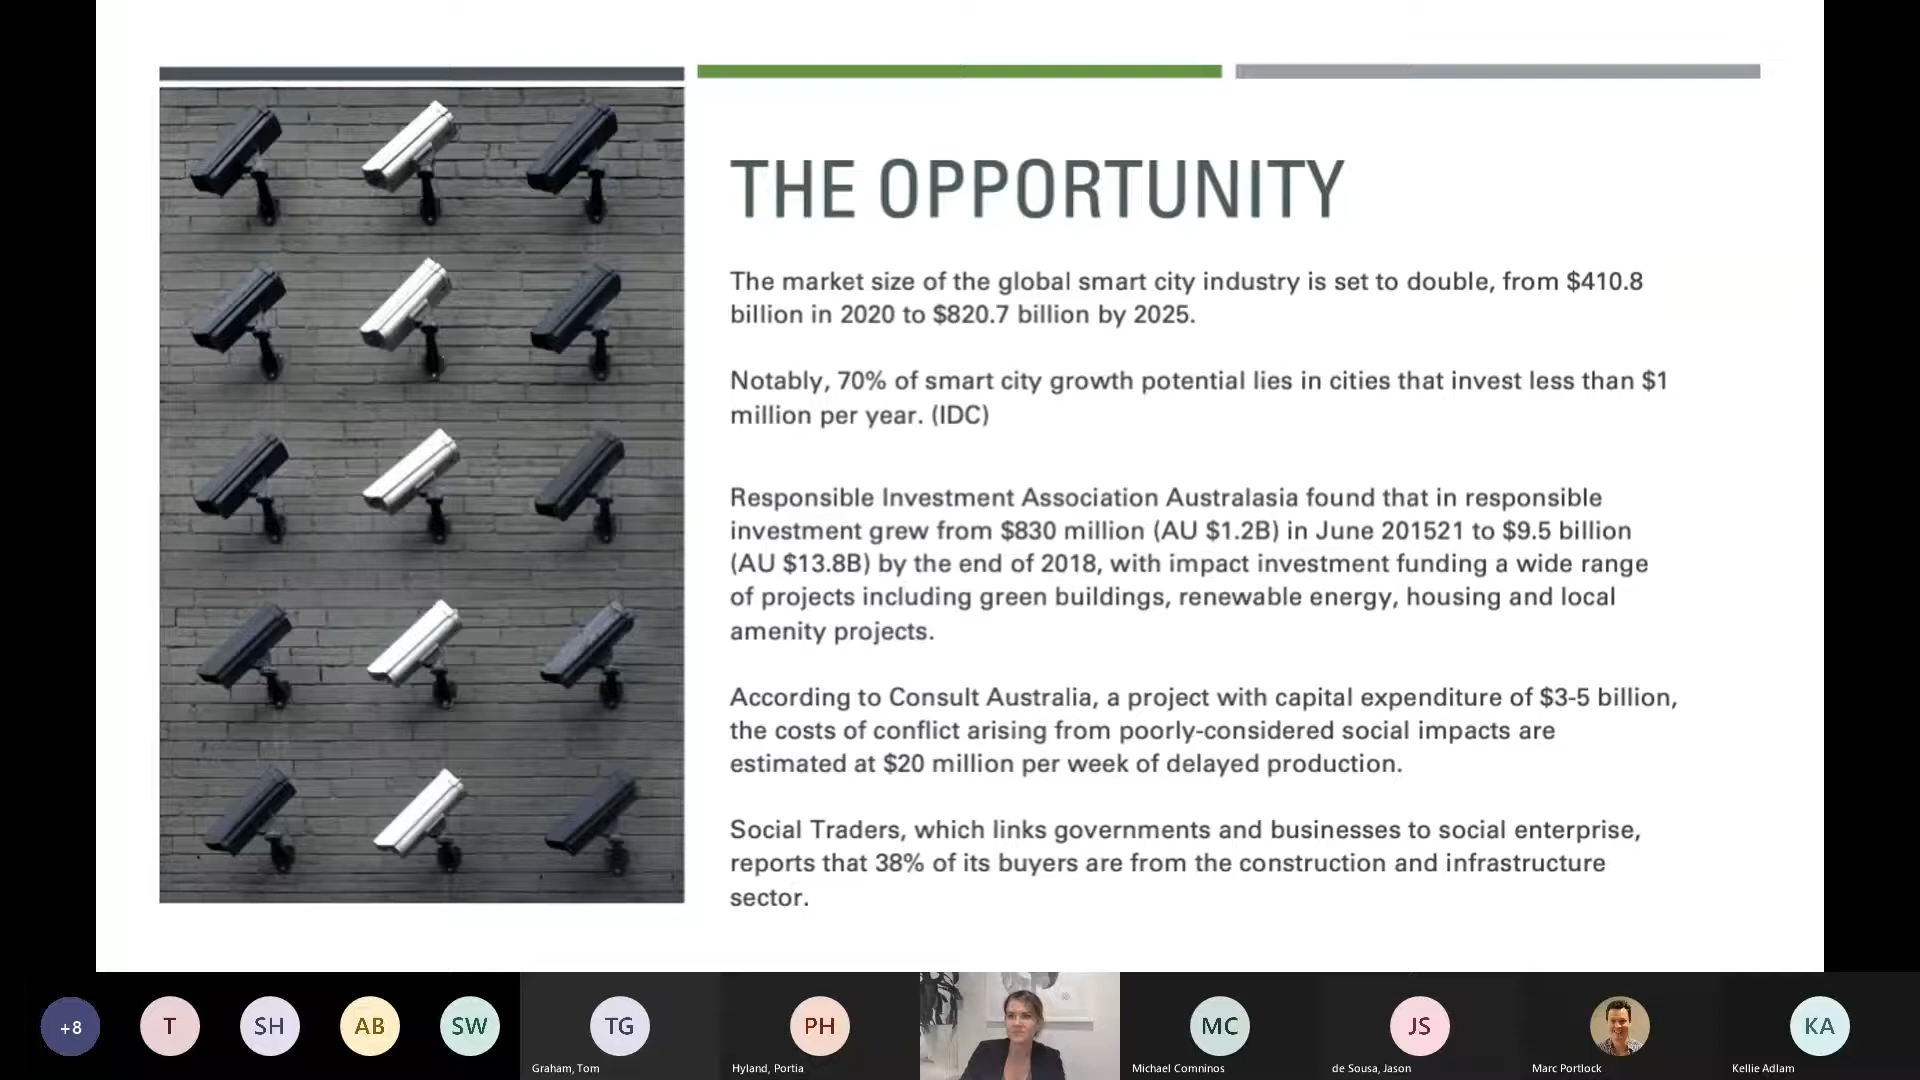 THE OPPORTUNITY
The market size of the global smart city industry is set to double, from $410.8
billion in 2020 to $820.7 billion by 2025.
Notably, 70% of smart city growth potential lies in cities that invest less than $1
million per year. (IDC)
Responsible Investment Association Australasia found that in responsible
investment grew from $830 million (AU $1.2B) in June 201521 to $9.5 billion
(AU $13.8B) by the end of 2018, with impact investment funding a wide range
of projects including green buildings, renewable energy, housing and local
amenity projects.
According to Consult Australia, a project with capital expenditure of $3-5 billion,
the costs of conflict arising from poorly-considered social impacts are
estimated at $20 million per week of delayed production.
Social Traders, which links governments and businesses to social enterprise,
reports that 38% of its buyers are from the construction and infrastructure
sector.
+8
T
SH
AB
SW
TG
PH
MC
JS
KA
Graham, Tom
Hyland, Portia
Michael Comninos
de Sousa, Jason
Marc Portlock
Kellie Adlam